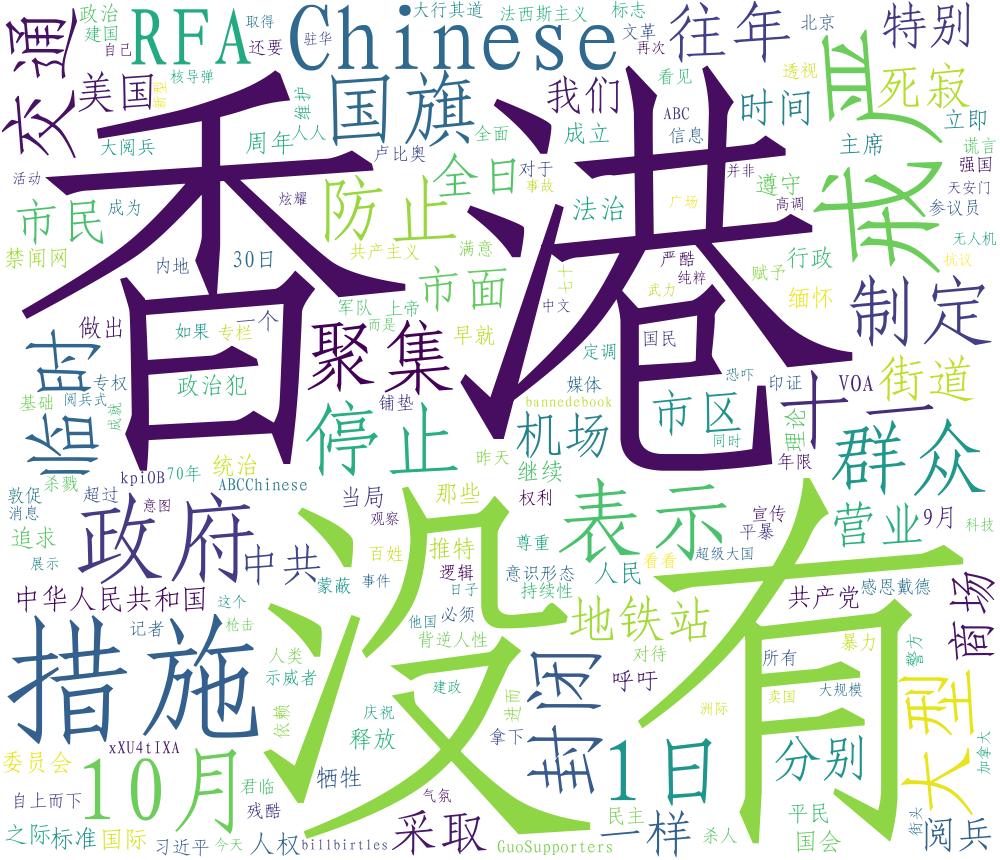 政治
建国
取得
自己
驻华
还要
大行其道
法西斯主义
标志
文革
再次
北京
往年
特别
交通
RFA
Chinese
美国
核导弹
新型
维护
国旗
我们
看见
透视
时间
戒严
死寂
立即
谎言
大阅兵
周年
人人
全面
成立
ABC
信息
主席
强国
天安门
活动
卢比奥
香港
全日
对于
事故
并非
遵守
参议员
市民
成为
炫耀
防止
法治
广场
高调
无人机
禁闻网
内地
30日
共产主义
满意
严酷
纯粹
七十
赋予
行政
抗议
军队
上帝
市面
中文
武力
缅怀
制定
做出
如果
专栏
一个
而是
聚集
早就
定调
国民
临时
专权
政治犯
媒体
恐吓
印证
VOA
街道
基础
阅兵式
成就
铺垫
bannedebook
十一
停止
机场
市区
同时
理论
群众
杀戮
kpiOB
70年
统治
ABCChinese
昨天
继续
年限
敦促
消息
超过
意图
当局
观察
那些
权利
表示
宣传
平暴
营业
9月
科技
追求
展示
政府
中共
百姓
推特
尊重
超级大国
没有
蒙蔽
事件
逻辑
日子
意识形态
持续性
人民
看看
共产党
感恩戴德
商场
中华人民共和国
这个
他国
必须
地铁站
记者
枪击
背逆人性
措施
人类
示威者
建政
封闭
对待
呼吁
所有
暴力
警方
依赖
庆祝
进而
卖国
大规模
xXU4tIXA
释放
拿下
洲际
大型
委员会
10月
君临
牺牲
1日
分别
加拿大
自上而下
残酷
气氛
采取
民主
平民
街头
之际
标准
国际
习近平
今天
人权
billbirtles
GuoSupporters
一样
杀人
国会
阅兵